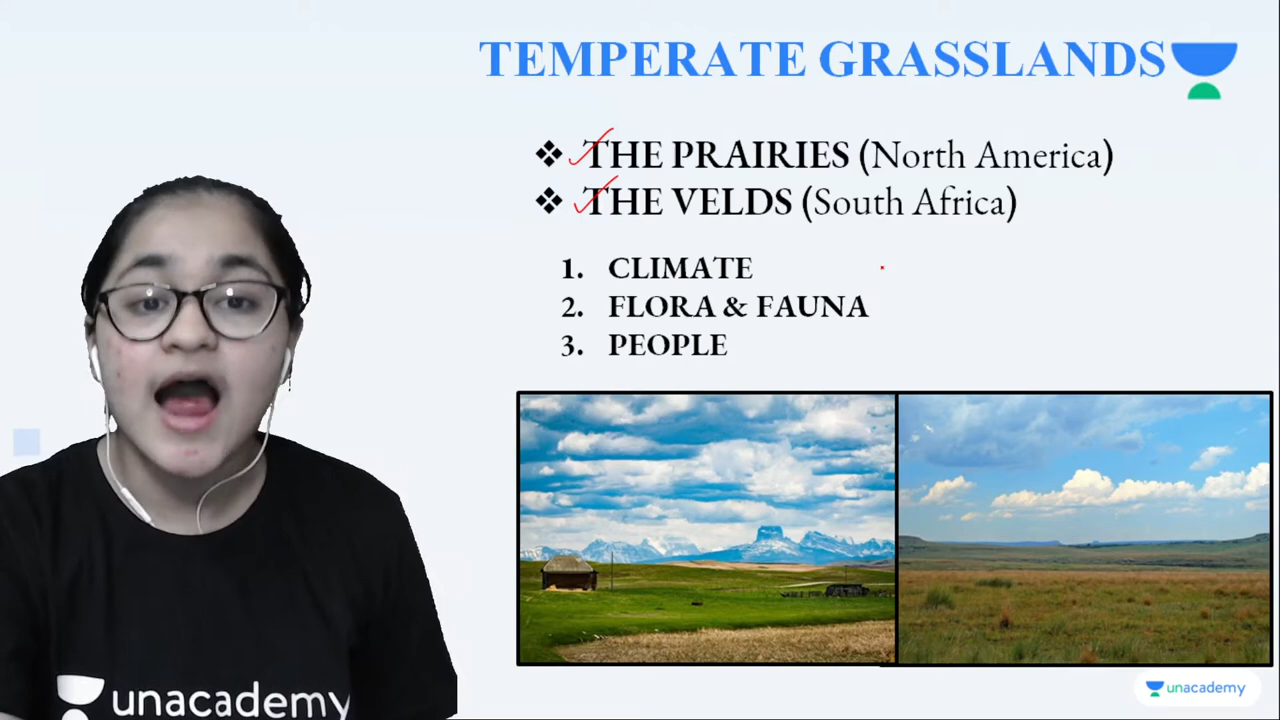 TEMPERATE GRASSLANDS
❖ THE PRAIRIES (North America)
❖ THE VELDS (South Africa)
1. CLIMATE
2. FLORA & FAUNA
3. PEOPLE
unacademy
unacademy